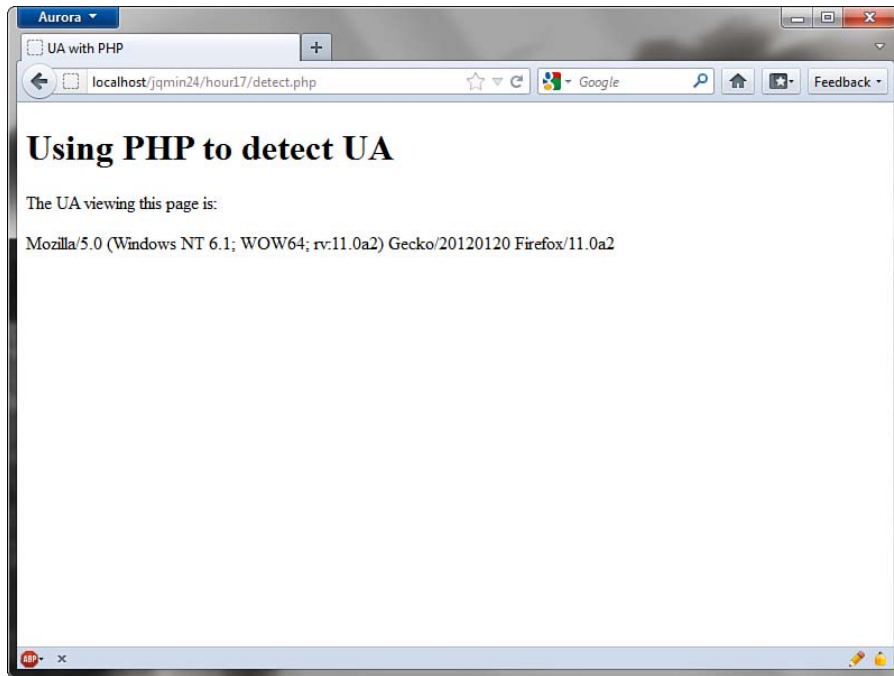 Aurora
UA with PHP
localhost/jqmin24/hour17/detect.php
Google
Feedback
Using PHP to detect UA
The UA viewing this page is:
Mozilla/5.0 (Windows NT 6.1; WOW64; rv:11.0a2) Gecko/20120120 Firefox/11.0a2
ABP